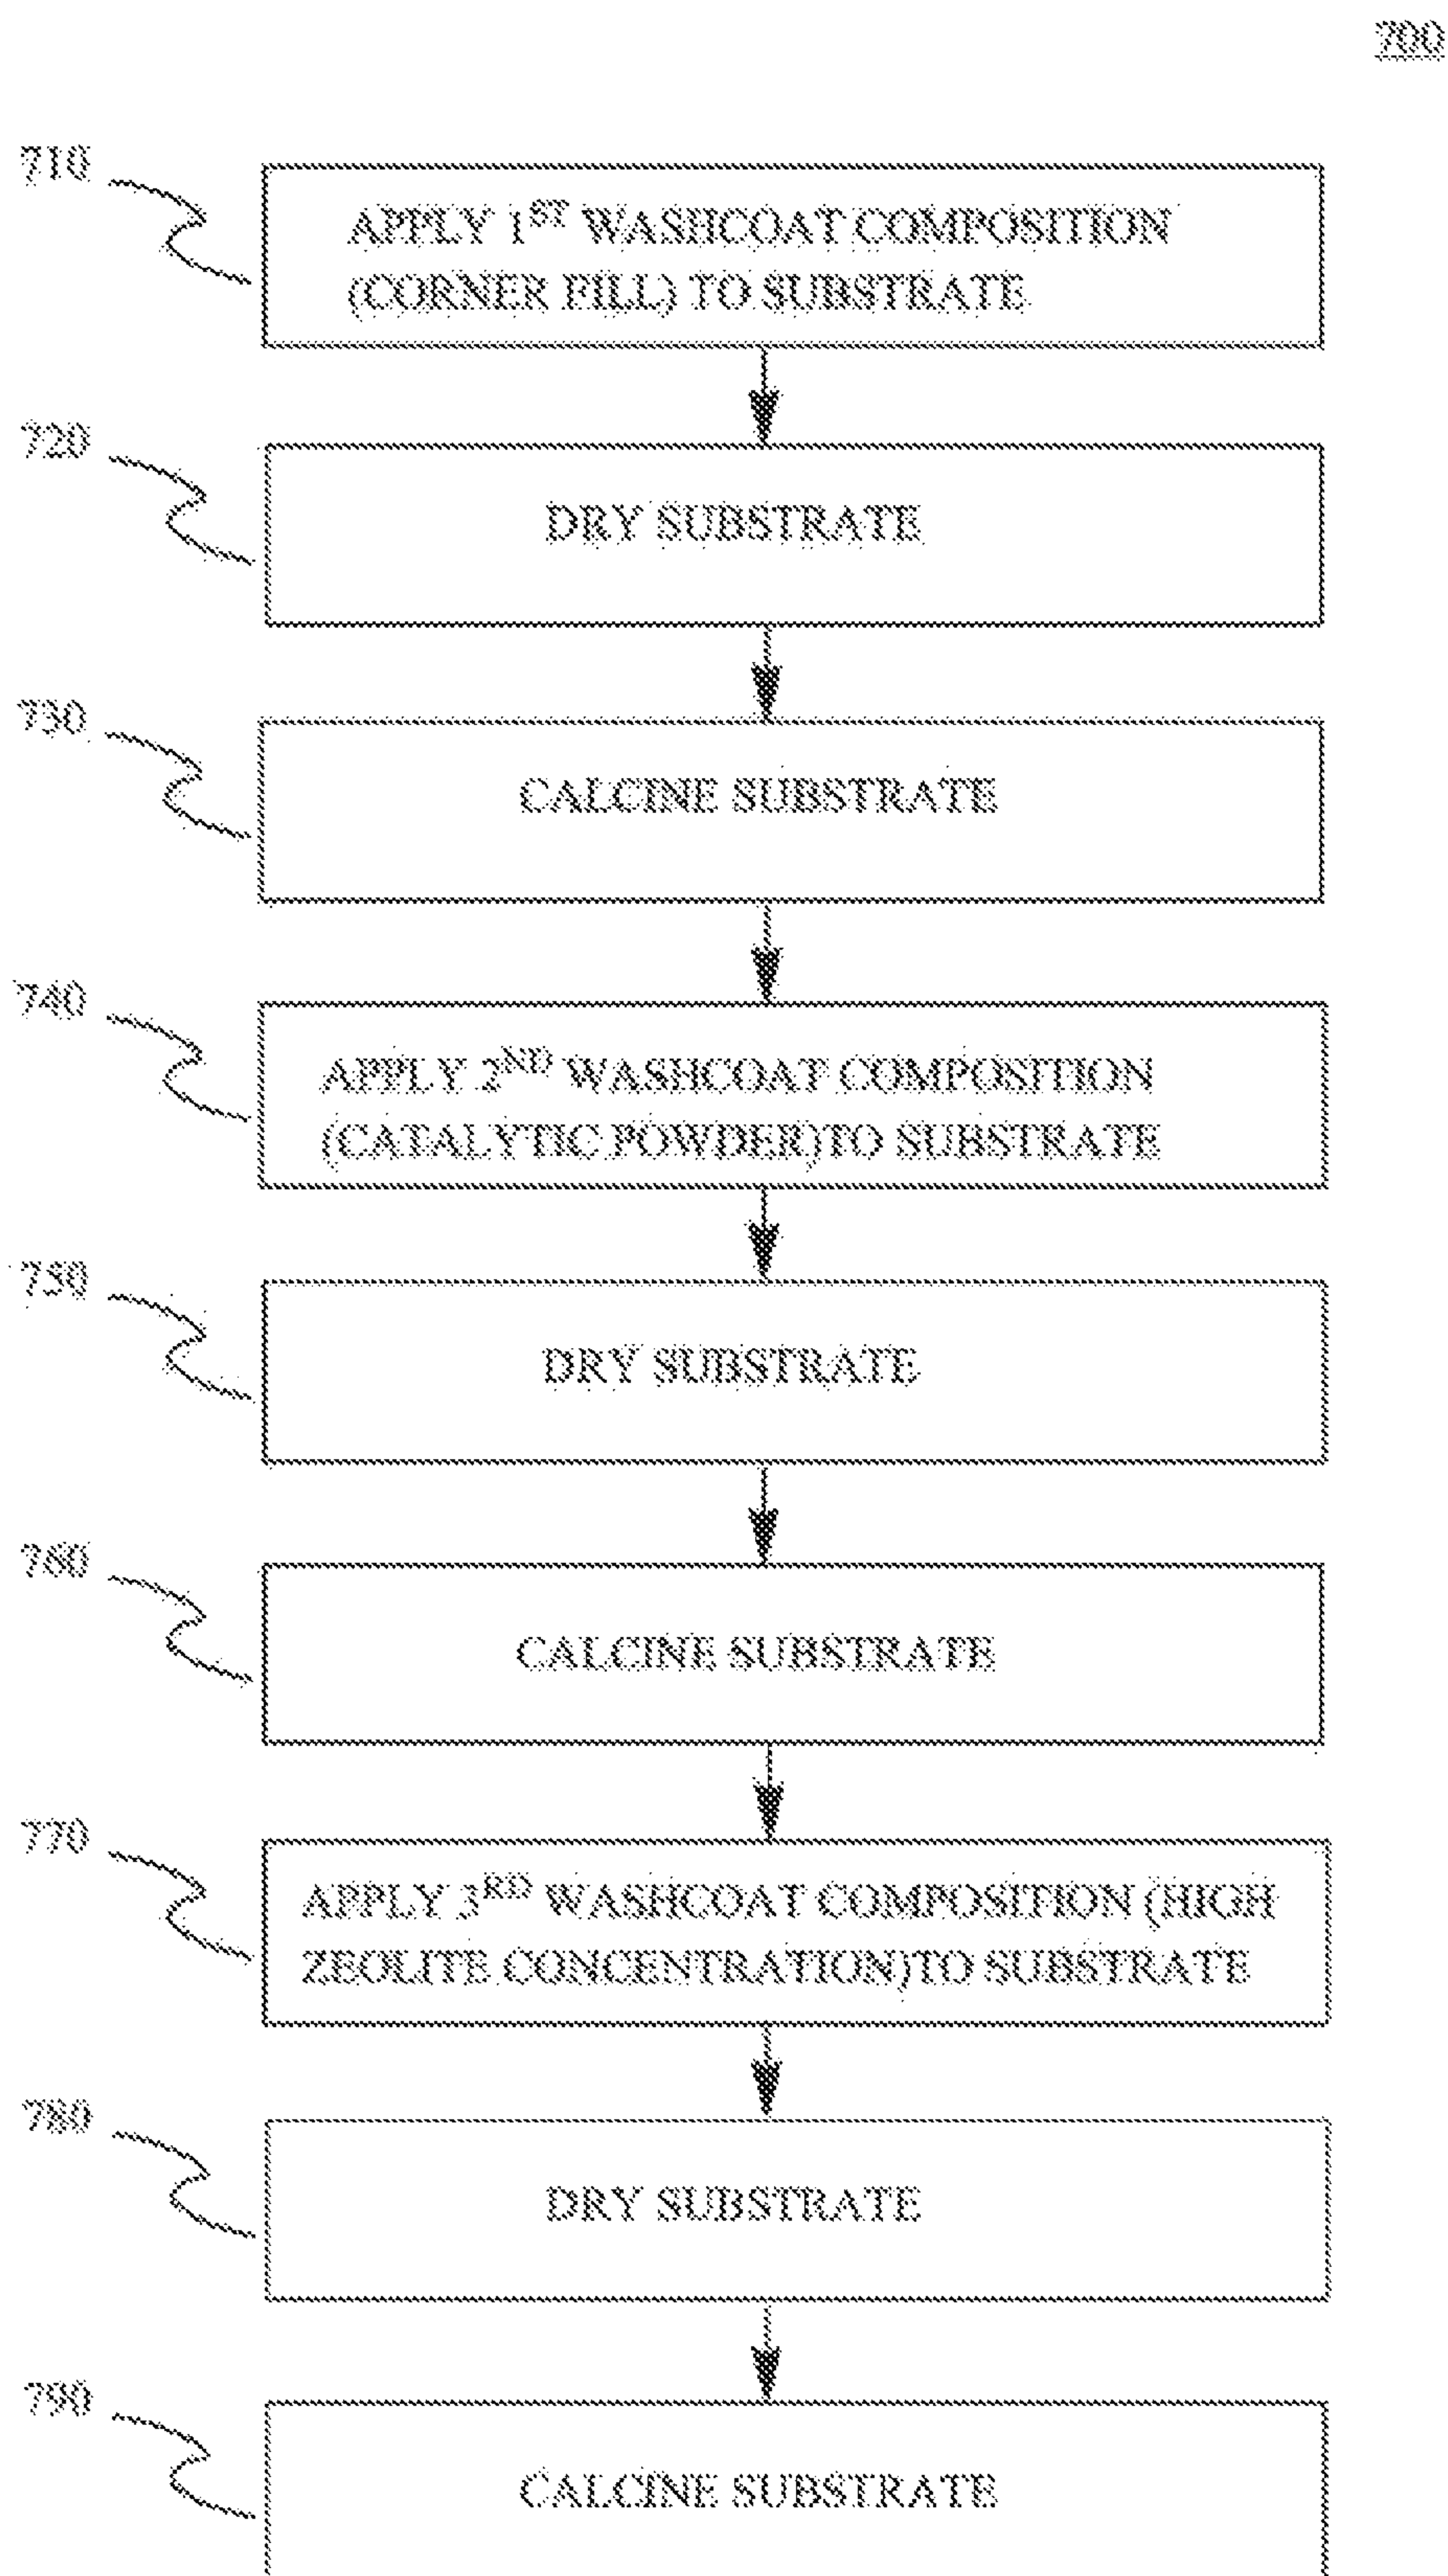 700
710
APPLY 1ST WASHCOAT COMPOSITION
(CORNER FILL) TO SUBSTRATE
720
DRY SUBSTRATE
730
CALCINE SUBSTRATE
740
APPLY 2ND WASHCOAT COMPOSITION
(CATALYTIC POWDER)TO SUBSTRATE
750
DRY SUBSTRATE
760
CALCINE SUBSTRATE
770
APPLY 3RD WASHCOAT COMPOSITION (HIGH
ZEOLITE CONCENTRATION)TO SUBSTRATE
780
DRY SUBSTRATE
790
CALCINE SUBSTRATE